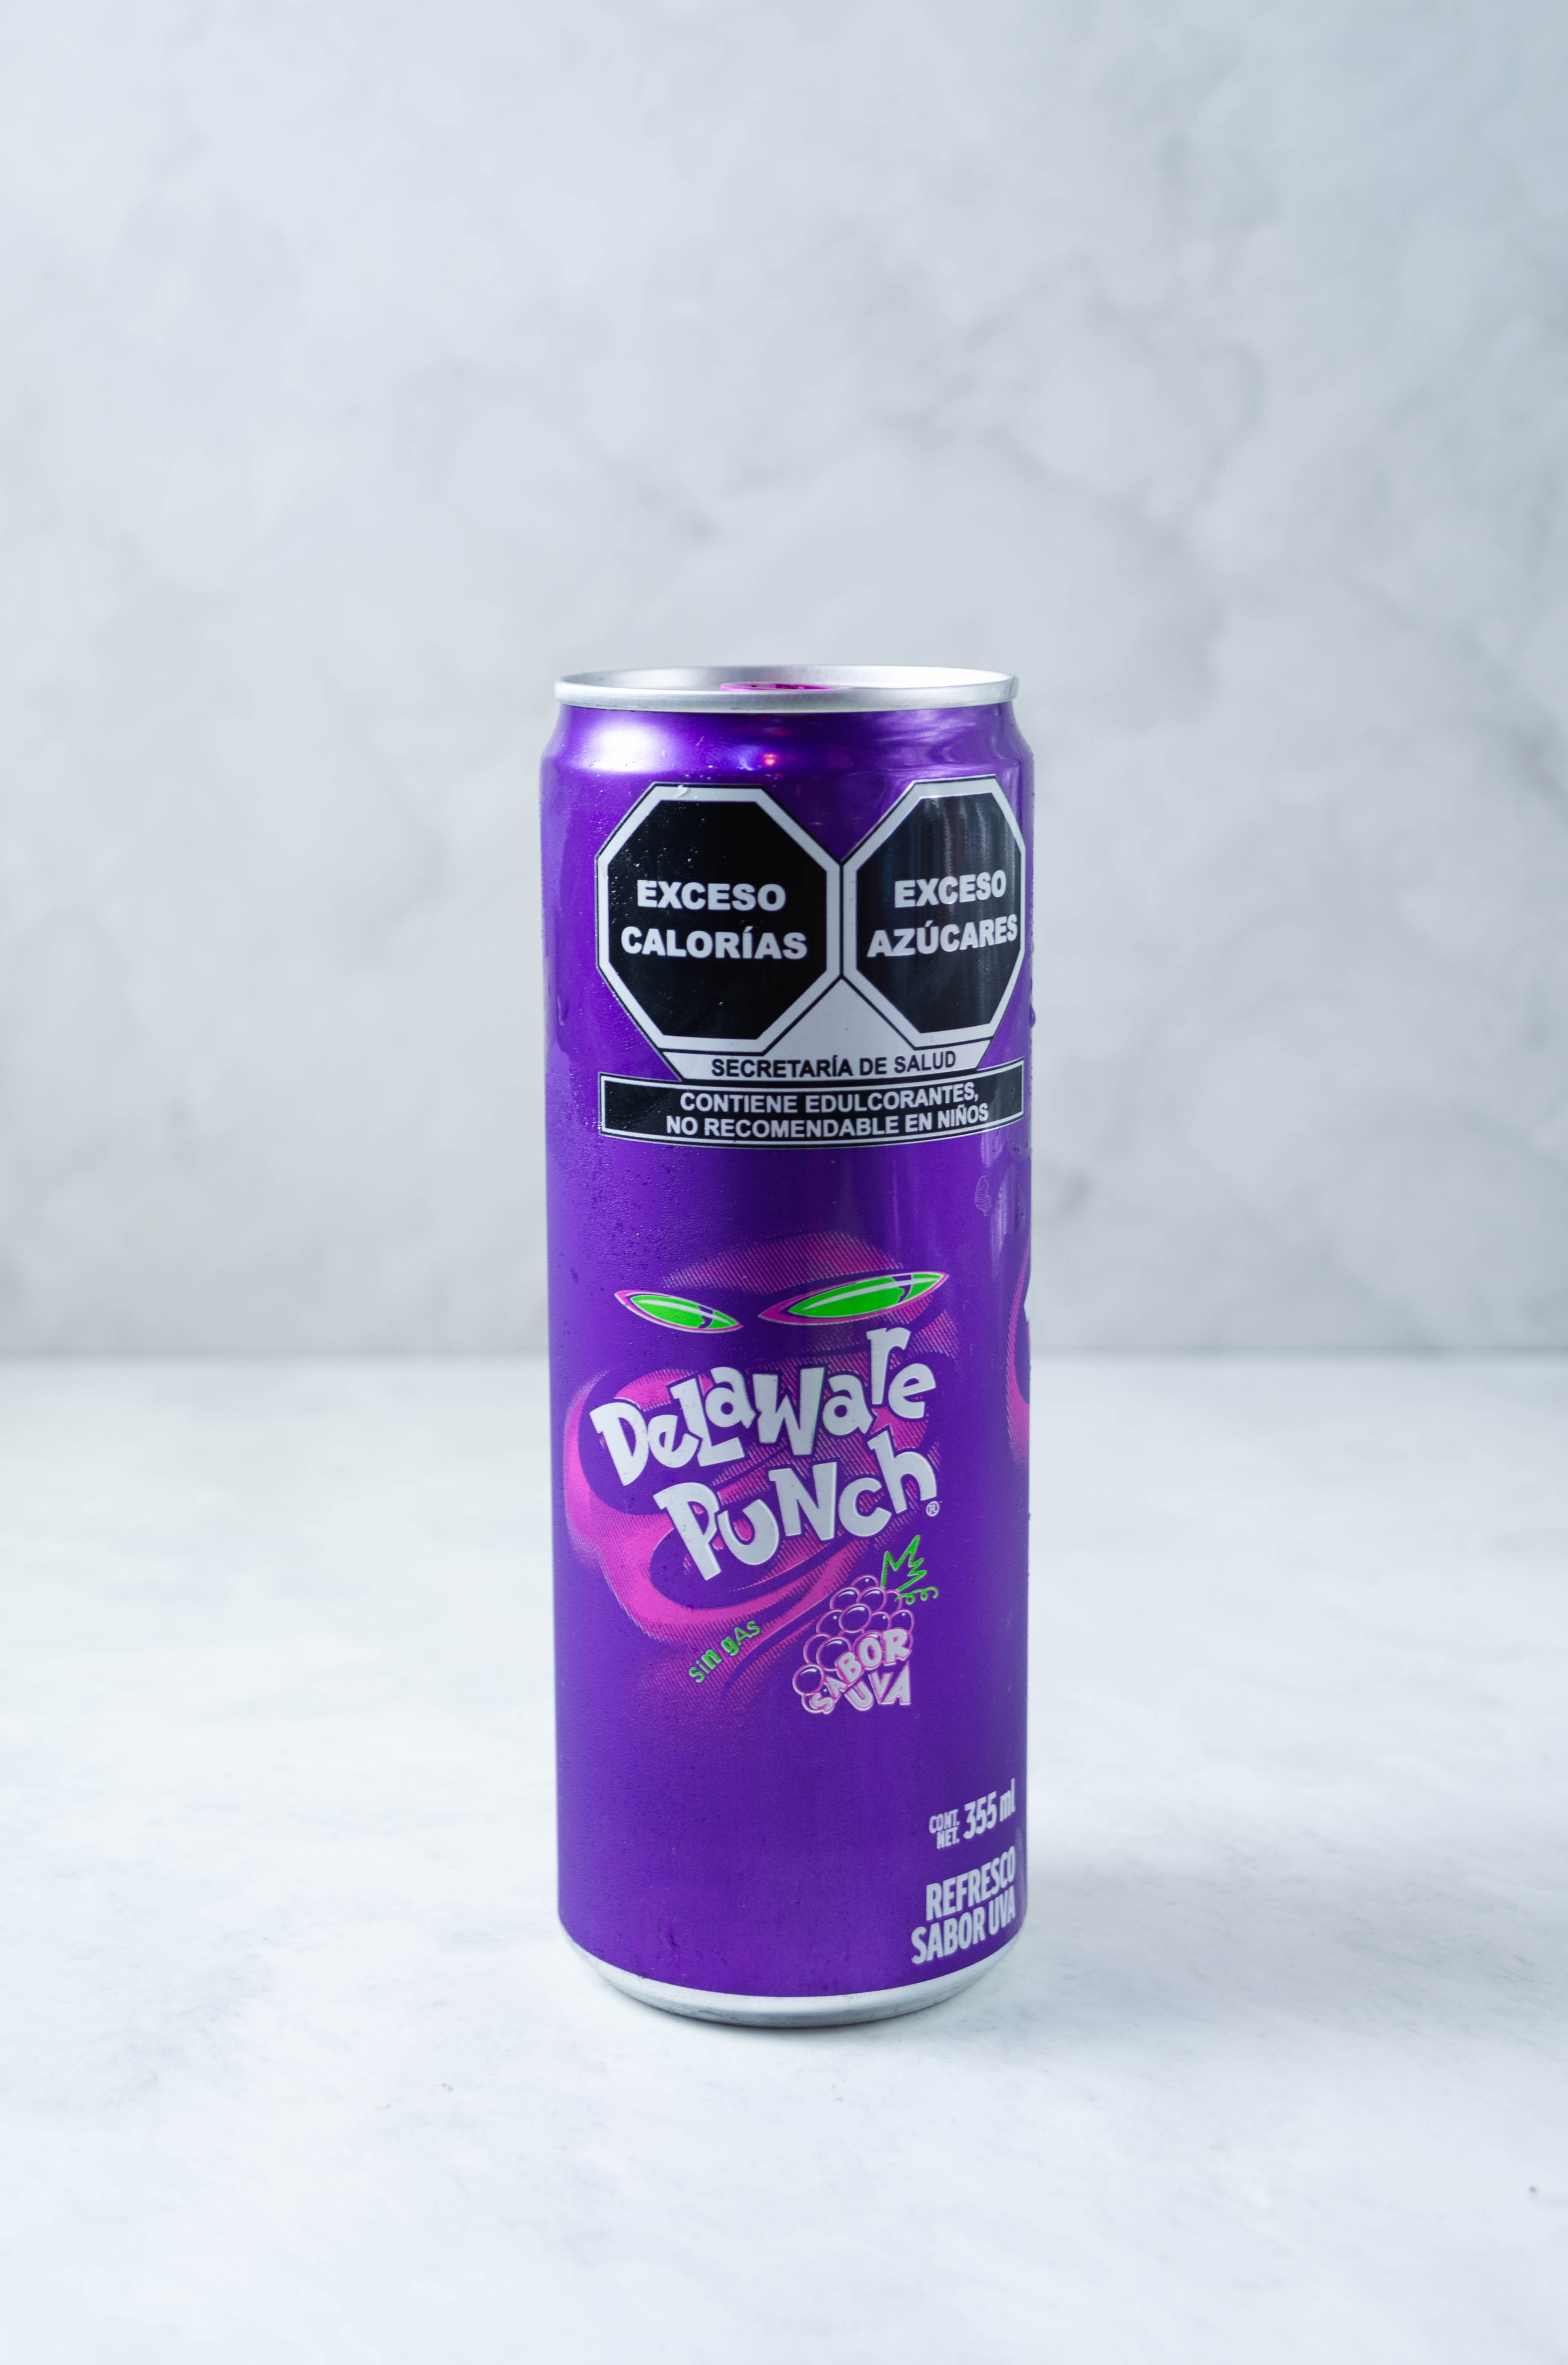 EXCESO
CALORÍAS
EXCESO
AZÚCARES
SECRETARÍA DE SALUD
CONTIENE EDULCORANTES,
NO RECOMENDABLE EN NIÑOS
DeLaWare
PuNch®
sin gAs
SABOR
UVA
CONT.
NET. 355 ml
REFRESCO
SABOR UVA